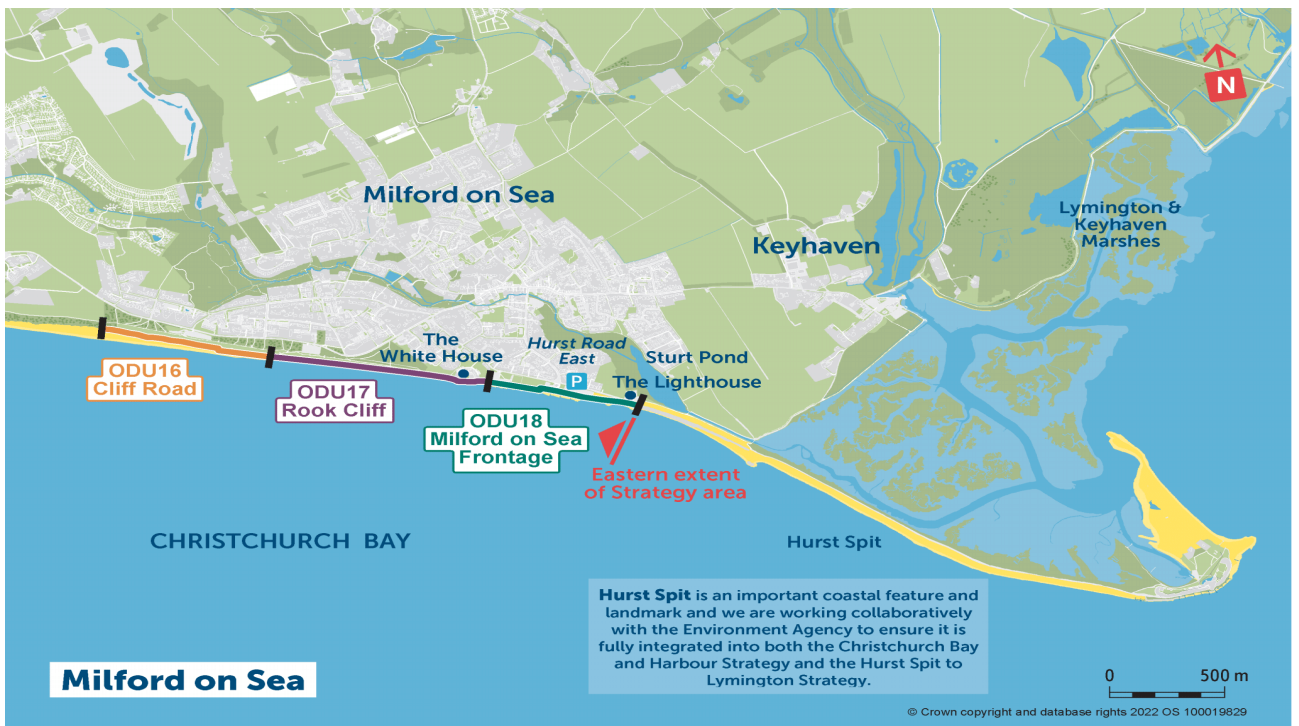 N
Milford on Sea
Lymington &
Keyhaven
Marshes
Keyhaven
The
White House
Hurst Road
East
Sturt Pond
P
The Lighthouse
ODU16
Cliff Road
ODU17
Rook Cliff
ODU18
Milford on Sea
Frontage
Eastern extent
of Strategy area
CHRISTCHURCH BAY
Hurst Spit
Hurst Spit is an important coastal feature and
landmark and we are working collaboratively
with the Environment Agency to ensure it is
fully integrated into both the Christchurch Bay
and Harbour Strategy and the Hurst Spit to
Lymington Strategy.
Milford on Sea
0 500 m
© Crown copyright and database rights 2022 OS 100019829